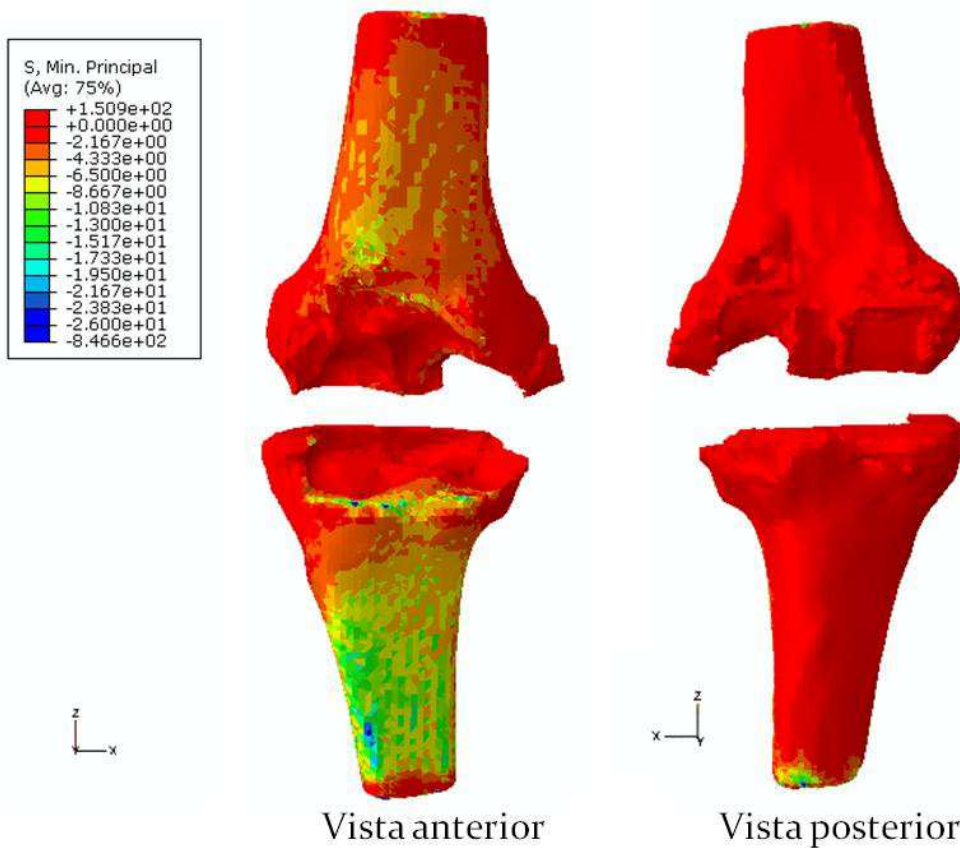 S, Min. Principal
(Avg: 75%)
+1.509e+02
+0.000e+00
-2.167e+00
-4.333e+00
-6.500e+00
-8.667e+00
-1.083e+01
-1.300e+01
-1.517e+01
-1.733e+01
-1.950e+01
-2.167e+01
-2.383e+01
-2.600e+01
-8.466e+02
Z
Y X
Z
X Y
Vista anterior
Vista posterior